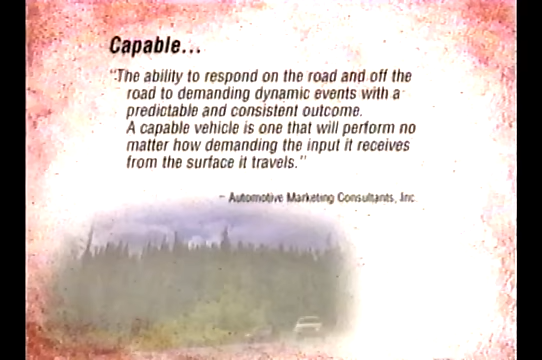 Capable...
"The ability to respond on the road and off the
road to demanding dynamic events with a
predictable and consistent outcome.
A capable vehicle is one that will perform no
matter how demanding the input it receives
from the surface it travels."
– Automotive Marketing Consultants, Inc.